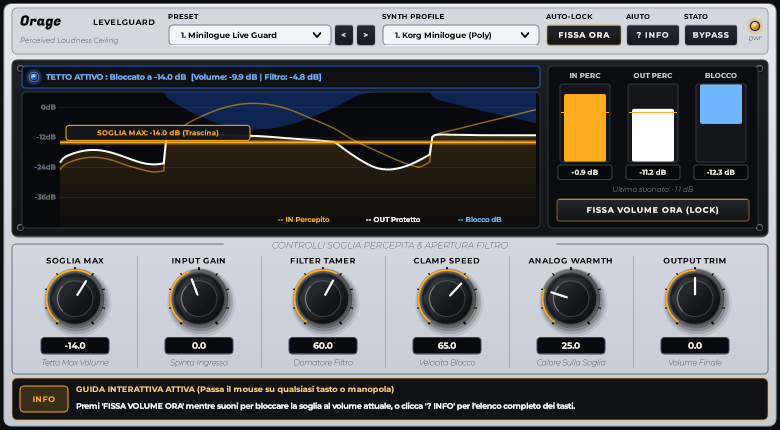 Orage LEVELGUARD
Perceived Loudness Ceiling
PRESET
1. Minilogue Live Guard
< >
SYNTH PROFILE
1. Korg Minilogue (Poly)
AUTO-LOCK AIUTO STATO
FISSA ORA ? INFO BYPASS
pwr
TETTO ATTIVO : Bloccato a -14.0 dB [Volume: -9.9 dB | Filtro: -4.8 dB]
0dB
-12dB
-24dB
-36dB
SOGLIA MAX: -14.0 dB (Trascina)
-- IN Percepito -- OUT Protetto -- Blocco dB
IN PERC OUT PERC BLOCCO
-0.9 dB -11.2 dB -12.3 dB
Ultimo suonato: -1.1 dB
FISSA VOLUME ORA (LOCK)
CONTROLLI SOGLIA PERCEPITA & APERTURA FILTRO
SOGLIA MAX INPUT GAIN FILTER TAMER CLAMP SPEED ANALOG WARMTH OUTPUT TRIM
-14.0 0.0 60.0 65.0 25.0 0.0
Tetto Max Volume Spinta Ingresso Domatore Filtro Velocita Blocco Calore Sulla Soglia Volume Finale
INFO
GUIDA INTERATTIVA ATTIVA (Passa il mouse su qualsiasi tasto o manopola)
Premi 'FISSA VOLUME ORA' mentre suoni per bloccare la soglia al volume attuale, o clicca '? INFO' per l'elenco completo dei tasti.